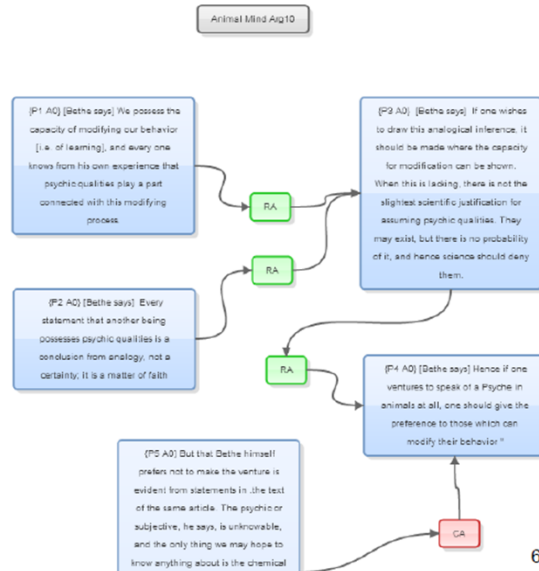 Animal Mind Arg10
{P1 A0} [Bethe says] We possess the
capacity of modifying our behavior
[i.e. of learning], and every one
knows from his own experience that
psychic qualities play a part
connected with this modifying
process
{P3 A0} [Bethe says] If one wishes
to draw this analogical inference, it
should be made where the capacity
for modification can be shown.
When this is lacking, there is not the
slightest scientific justification for
assuming psychic qualities. They
may exist, but there is no probability
of it, and hence science should deny
them.
RA
RA
{P2 A0} [Bethe says] Every
statement that another being
possesses psychic qualities is a
conclusion from analogy, not a
certainty; it is a matter of faith
RA
{P4 A0} [Bethe says] Hence if one
ventures to speak of a Psyche in
animals at all, one should give the
preference to those which can
modify their behavior "
{P5 A0} But that Bethe himself
prefers not to make the venture is
evident from statements in .the text
of the same article. The psychic or
subjective, he says, is unknowable,
and the only thing we may hope to
know anything about is the chemical
CA
6